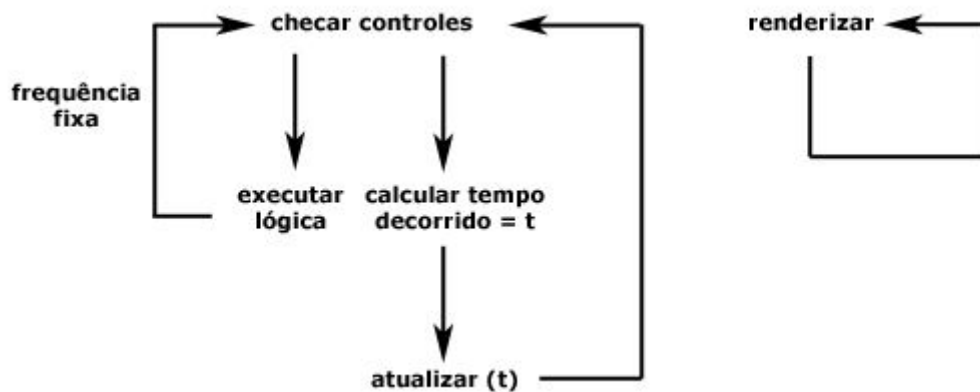 checar controles
renderizar
frequência
fixa
executar
lógica
calcular tempo
decorrido = t
atualizar (t)